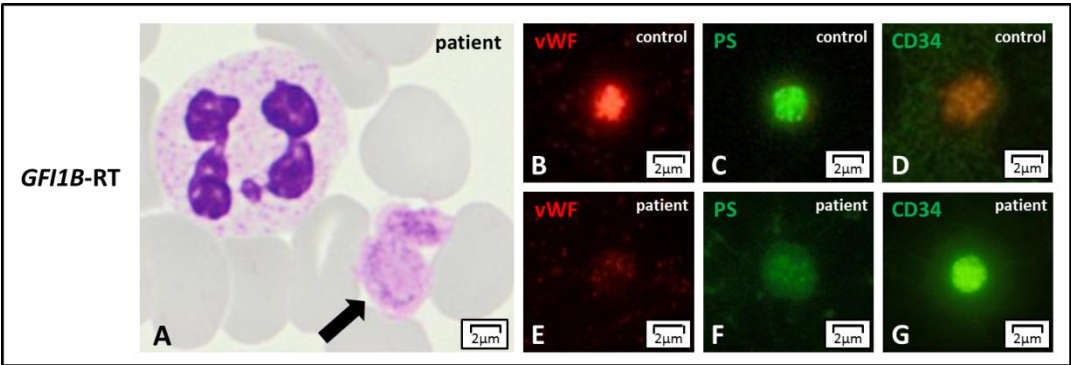 GFI1B-RT
patient
A
2µm
vWF control
B
2µm
PS control
C
2µm
CD34 control
D
2µm
vWF patient
E
2µm
PS patient
F
2µm
CD34 patient
G
2µm